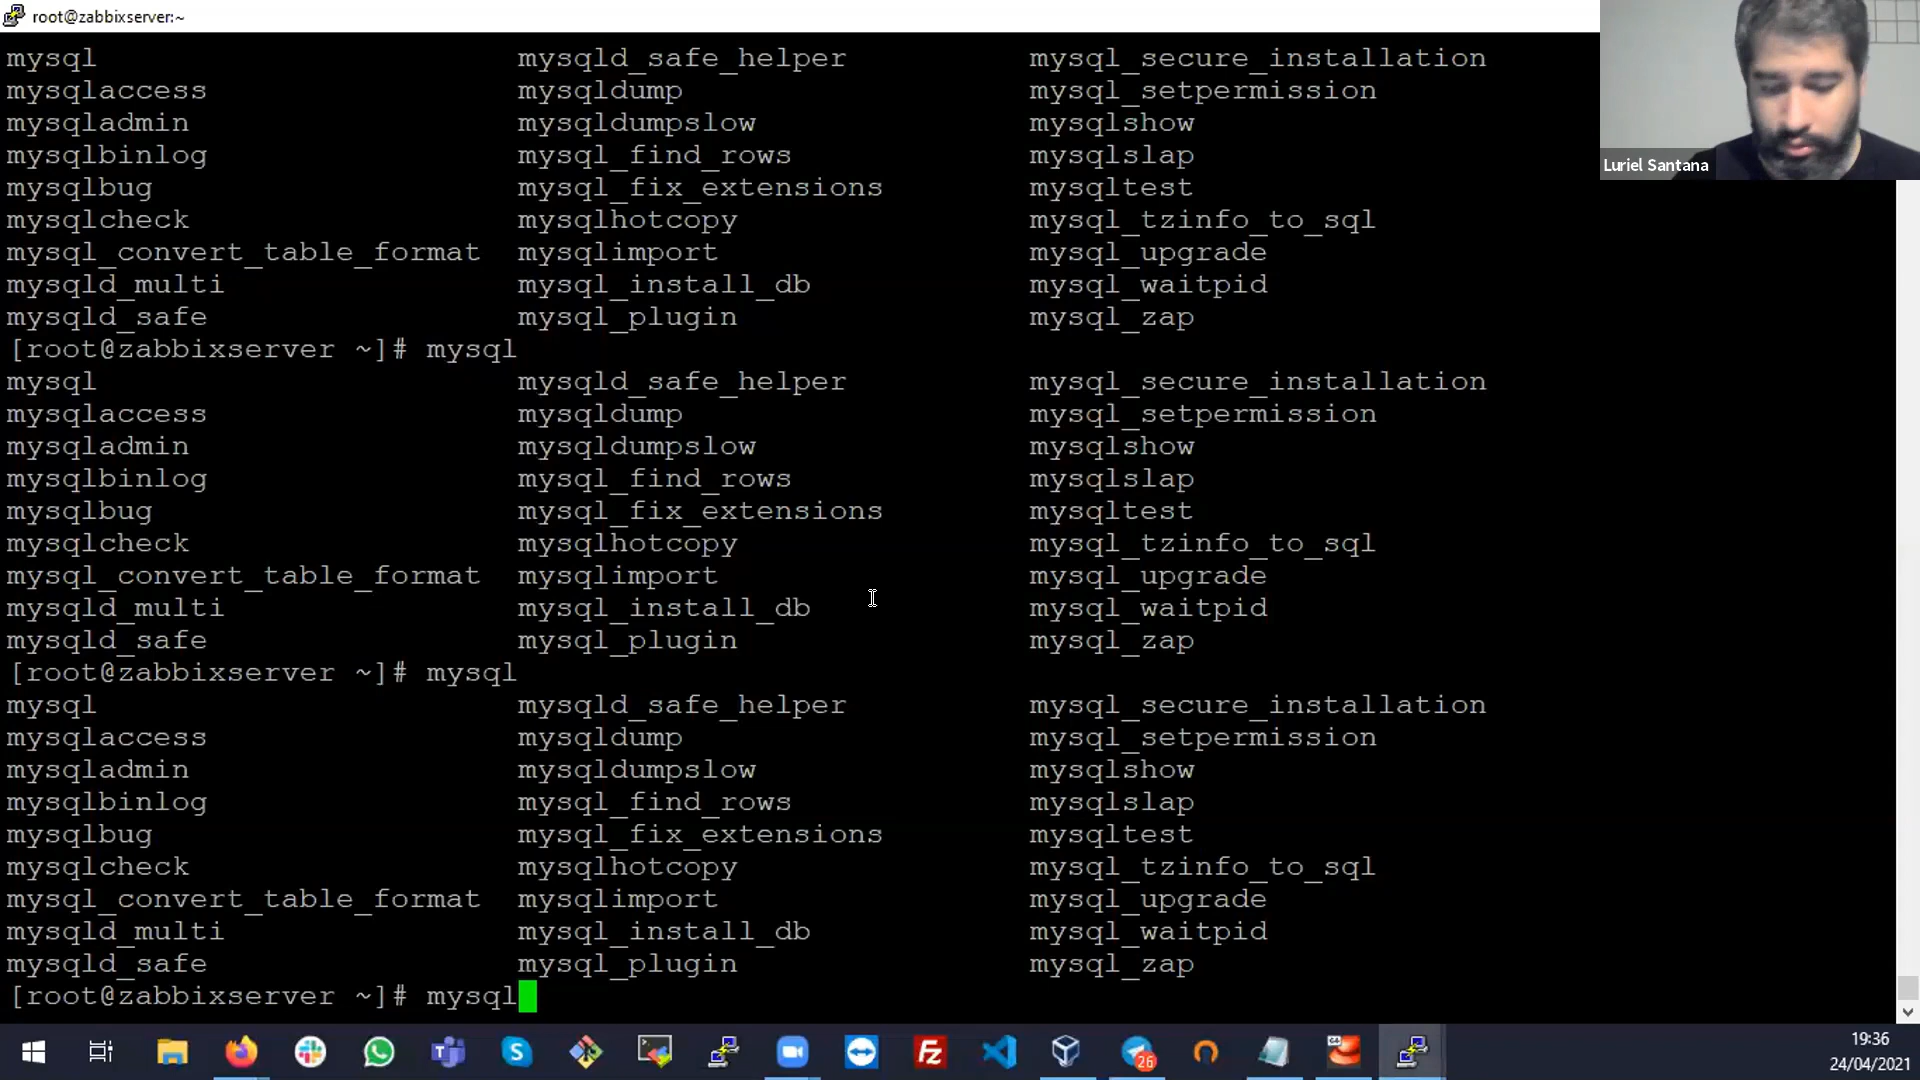 root@zabbixserver:~
mysql mysqld_safe_helper mysql_secure_installation
mysqlaccess mysqldump mysql_setpermission
mysqladmin mysqldumpslow mysqlshow
mysqlbinlog mysql_find_rows mysqlslap
mysqlbug mysql_fix_extensions mysqltest
mysqlcheck mysqlhotcopy mysql_tzinfo_to_sql
mysql_convert_table_format mysqlimport mysql_upgrade
mysqld_multi mysql_install_db mysql_waitpid
mysqld_safe mysql_plugin mysql_zap
[root@zabbixserver ~]# mysql
mysql mysqld_safe_helper mysql_secure_installation
mysqlaccess mysqldump mysql_setpermission
mysqladmin mysqldumpslow mysqlshow
mysqlbinlog mysql_find_rows mysqlslap
mysqlbug mysql_fix_extensions mysqltest
mysqlcheck mysqlhotcopy mysql_tzinfo_to_sql
mysql_convert_table_format mysqlimport mysql_upgrade
mysqld_multi mysql_install_db mysql_waitpid
mysqld_safe mysql_plugin mysql_zap
[root@zabbixserver ~]# mysql
mysql mysqld_safe_helper mysql_secure_installation
mysqlaccess mysqldump mysql_setpermission
mysqladmin mysqldumpslow mysqlshow
mysqlbinlog mysql_find_rows mysqlslap
mysqlbug mysql_fix_extensions mysqltest
mysqlcheck mysqlhotcopy mysql_tzinfo_to_sql
mysql_convert_table_format mysqlimport mysql_upgrade
mysqld_multi mysql_install_db mysql_waitpid
mysqld_safe mysql_plugin mysql_zap
[root@zabbixserver ~]# mysql
Luriel Santana
26
64
19:36
24/04/2021